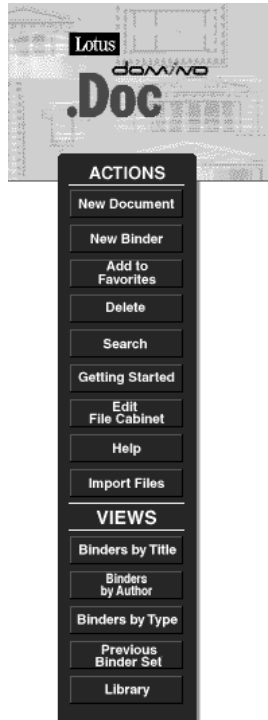 Lotus
domino
.Doc
ACTIONS
New Document
New Binder
Add to
Favorites
Delete
Search
Getting Started
Edit
File Cabinet
Help
Import Files
VIEWS
Binders by Title
Binders
by Author
Binders by Type
Previous
Binder Set
Library